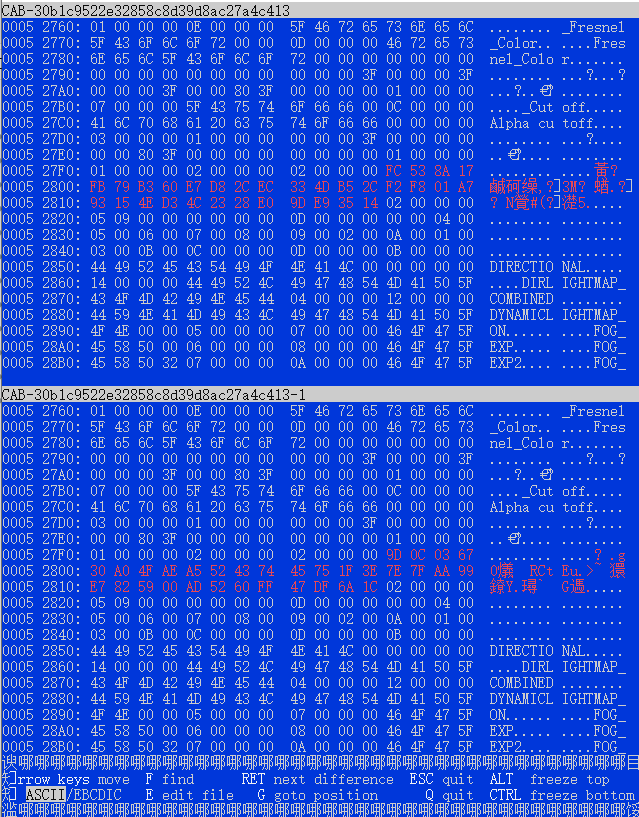 CAB-30b1c9522e32858c8d39d8ac27a4c413
0005 2760: 01 00 00 00 0E 00 00 00 5F 46 72 65 73 6E 65 6C ........ _Fresnel
0005 2770: 5F 43 6F 6C 6F 72 00 00 0D 00 00 00 46 72 65 73 _Color.. ....Fres
0005 2780: 6E 65 6C 5F 43 6F 6C 6F 72 00 00 00 00 00 00 00 nel_Colo r.......
0005 2790: 00 00 00 00 00 00 00 00 00 00 00 3F 00 00 00 3F ........ ...?...?
0005 27A0: 00 00 00 3F 00 00 80 3F 00 00 00 00 01 00 00 00 ...?..€? ........
0005 27B0: 07 00 00 00 5F 43 75 74 6F 66 66 00 0C 00 00 00 ...._Cut off.....
0005 27C0: 41 6C 70 68 61 20 63 75 74 6F 66 66 00 00 00 00 Alpha cu toff....
0005 27D0: 03 00 00 00 01 00 00 00 00 00 00 3F 00 00 00 00 ........ ...?....
0005 27E0: 00 00 80 3F 00 00 00 00 00 00 00 00 01 00 00 00 ..€?.... ........
0005 27F0: 01 00 00 00 02 00 00 00 02 00 00 00 FC 53 8A 17
0005 2800: FB 79 B3 60 E7 D8 2C EC 33 4D B5 2C F2 F8 01 A7
0005 2810: 93 15 4E D3 4C 23 28 E0 9D E9 35 14 02 00 00 00
0005 2820: 05 09 00 00 00 00 00 00 0D 00 00 00 00 00 04 00 ........ ........
0005 2830: 05 00 06 00 07 00 08 00 09 00 02 00 0A 00 01 00 ........ ........
0005 2840: 03 00 0B 00 0C 00 00 00 0D 00 00 00 0B 00 00 00 ........ ........
0005 2850: 44 49 52 45 43 54 49 4F 4E 41 4C 00 00 00 00 00 DIRECTIO NAL.....
0005 2860: 14 00 00 00 44 49 52 4C 49 47 48 54 4D 41 50 5F ....DIRL IGHTMAP_
0005 2870: 43 4F 4D 42 49 4E 45 44 04 00 00 00 12 00 00 00 COMBINED ........
0005 2880: 44 59 4E 41 4D 49 43 4C 49 47 48 54 4D 41 50 5F DYNAMICL IGHTMAP_
0005 2890: 4F 4E 00 00 05 00 00 00 07 00 00 00 46 4F 47 5F ON...... ....FOG_
0005 28A0: 45 58 50 00 06 00 00 00 08 00 00 00 46 4F 47 5F EXP..... ....FOG_
0005 28B0: 45 58 50 32 07 00 00 00 0A 00 00 00 46 4F 47 5F EXP2.... ....FOG_
CAB-30b1c9522e32858c8d39d8ac27a4c413-1
0005 2760: 01 00 00 00 0E 00 00 00 5F 46 72 65 73 6E 65 6C ........ _Fresnel
0005 2770: 5F 43 6F 6C 6F 72 00 00 0D 00 00 00 46 72 65 73 _Color.. ....Fres
0005 2780: 6E 65 6C 5F 43 6F 6C 6F 72 00 00 00 00 00 00 00 nel_Colo r.......
0005 2790: 00 00 00 00 00 00 00 00 00 00 00 3F 00 00 00 3F ........ ...?...?
0005 27A0: 00 00 00 3F 00 00 80 3F 00 00 00 00 01 00 00 00 ...?..€? ........
0005 27B0: 07 00 00 00 5F 43 75 74 6F 66 66 00 0C 00 00 00 ...._Cut off.....
0005 27C0: 41 6C 70 68 61 20 63 75 74 6F 66 66 00 00 00 00 Alpha cu toff....
0005 27D0: 03 00 00 00 01 00 00 00 00 00 00 3F 00 00 00 00 ........ ...?....
0005 27E0: 00 00 80 3F 00 00 00 00 00 00 00 00 01 00 00 00 ..€?.... ........
0005 27F0: 01 00 00 00 02 00 00 00 02 00 00 00 9D 0C 03 67
0005 2800: 30 A0 4F AE A5 52 43 74 45 75 1F 3E 7E 7F AA 99
0005 2810: E7 82 59 00 AD 52 60 FF 47 DF 6A 1C 02 00 00 00
0005 2820: 05 09 00 00 00 00 00 00 0D 00 00 00 00 00 04 00 ........ ........
0005 2830: 05 00 06 00 07 00 08 00 09 00 02 00 0A 00 01 00 ........ ........
0005 2840: 03 00 0B 00 0C 00 00 00 0D 00 00 00 0B 00 00 00 ........ ........
0005 2850: 44 49 52 45 43 54 49 4F 4E 41 4C 00 00 00 00 00 DIRECTIO NAL.....
0005 2860: 14 00 00 00 44 49 52 4C 49 47 48 54 4D 41 50 5F ....DIRL IGHTMAP_
0005 2870: 43 4F 4D 42 49 4E 45 44 04 00 00 00 12 00 00 00 COMBINED ........
0005 2880: 44 59 4E 41 4D 49 43 4C 49 47 48 54 4D 41 50 5F DYNAMICL IGHTMAP_
0005 2890: 4F 4E 00 00 05 00 00 00 07 00 00 00 46 4F 47 5F ON...... ....FOG_
0005 28A0: 45 58 50 00 06 00 00 00 08 00 00 00 46 4F 47 5F EXP..... ....FOG_
0005 28B0: 45 58 50 32 07 00 00 00 0A 00 00 00 46 4F 47 5F EXP2.... ....FOG_
rrow keys move F find RET next difference ESC quit ALT freeze top
ASCII/EBCDIC E edit file G goto position Q quit CTRL freeze bottom